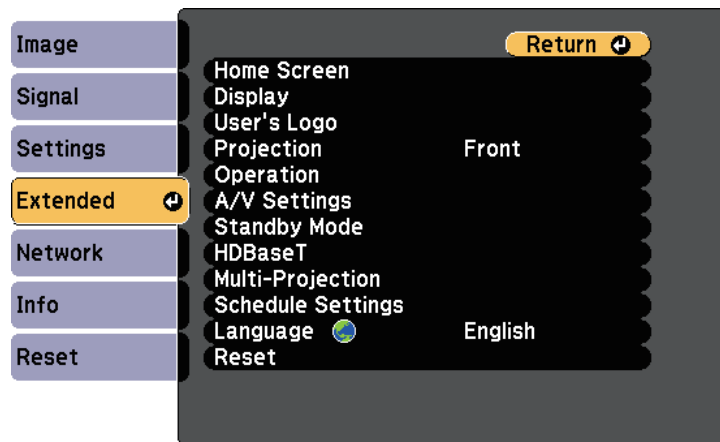 Image
Signal
Settings
Extended
Network
Info
Reset
Return
Home Screen
Display
User's Logo
Projection Front
Operation
A/V Settings
Standby Mode
HDBaseT
Multi-Projection
Schedule Settings
Language English
Reset